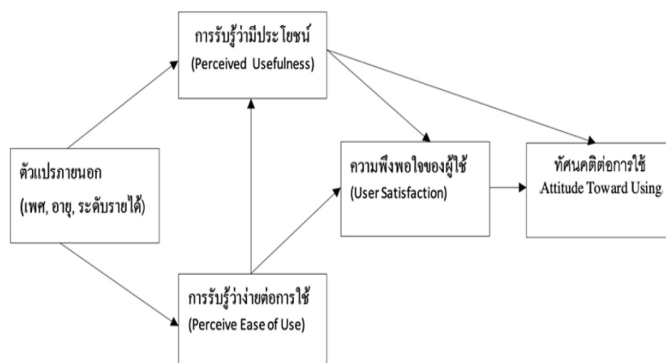 การรับรู้ว่ามีประโยชน์
(Perceived Usefulness)
ตัวแปรภายนอก
(เพศ, อายุ, ระดับรายได้)
ความพึงพอใจของผู้ใช้
(User Satisfaction)
ทัศนคติต่อการใช้
Attitude Toward Using
การรับรู้ว่าง่ายต่อการใช้
(Perceive Ease of Use)